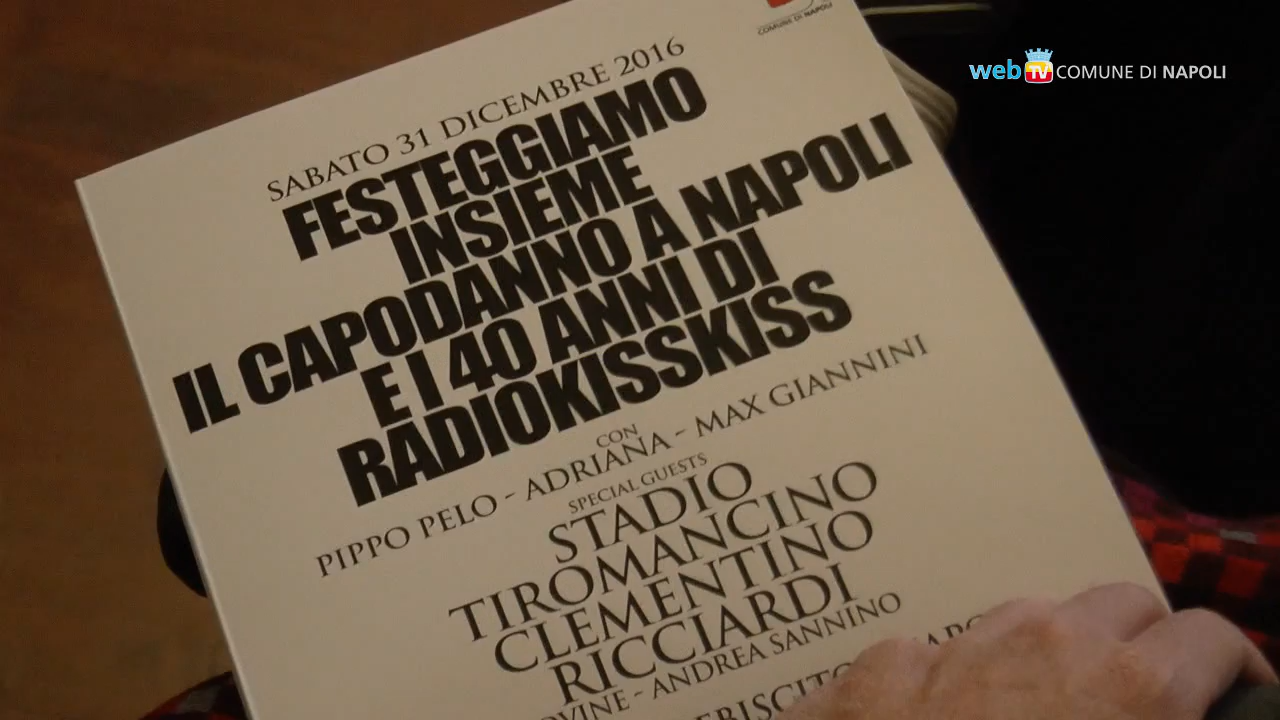 COMUNE DI NAPOLI
web TV COMUNE DI NAPOLI
SABATO 31 DICEMBRE 2016
FESTEGGIAMO
INSIEME
IL CAPODANNO A NAPOLI
E I 40 ANNI DI
RADIOKISSKISS
CON
PIPPO PELO - ADRIANA - MAX GIANNINI
SPECIAL GUESTS
STADIO
TIROMANCINO
CLEMENTINO
RICCIARDI
- ANDREA SANNINO